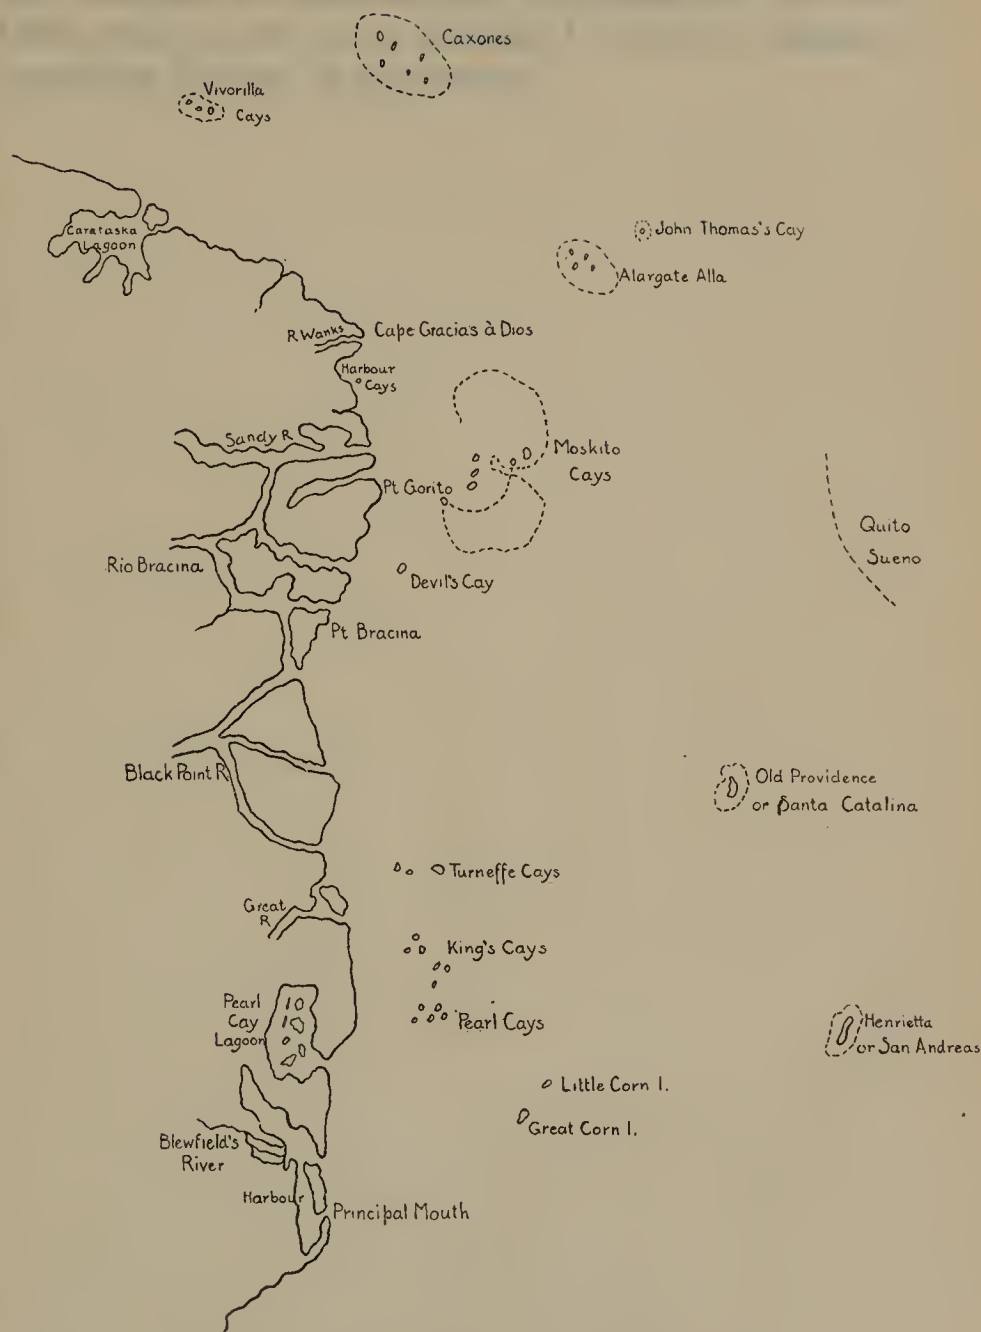 Caxones
Vivorilla
Cays
Carataska
Lagoon
John Thomas's Cay
Alargate Alla
R Wanks
Cape Gracias à Dios
Harbour
Cays
Sandy R
Moskito
Cays
Pt Gorito
Quito
Sueno
Rio Bracina
Devil's Cay
Pt Bracina
Black Point R
Old Providence
or Santa Catalina
Turneffe Cays
Great
R
King's Cays
Pearl
Cay
Lagoon
Pearl Cays
Henrietta
or San Andreas
Little Corn I.
Great Corn I.
Blewfield's
River
Harbour
Principal Mouth